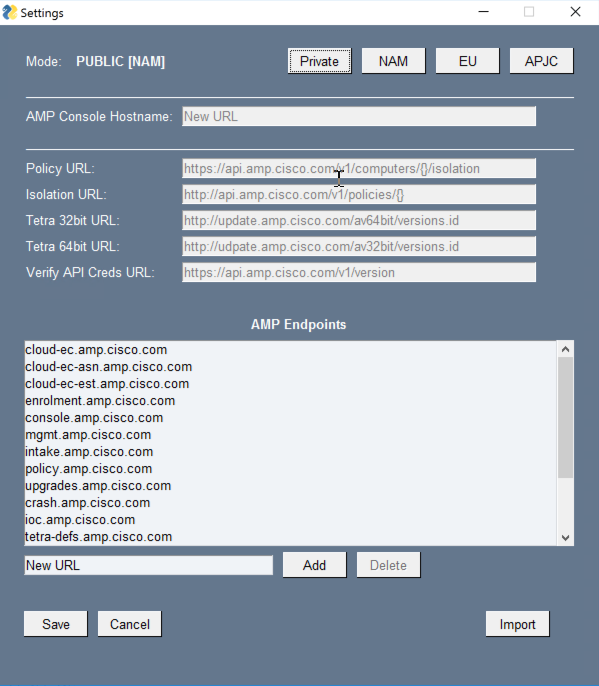 Settings
Mode: PUBLIC [NAM] Private NAM EU APJC
AMP Console Hostname: New URL
Policy URL: https://api.amp.cisco.com/v1/computers/{}/isolation
Isolation URL: http://api.amp.cisco.com/v1/policies/{}
Tetra 32bit URL: http://update.amp.cisco.com/av64bit/versions.id
Tetra 64bit URL: http://udpate.amp.cisco.com/av32bit/versions.id
Verify API Creds URL: https://api.amp.cisco.com/v1/version
AMP Endpoints
cloud-ec.amp.cisco.com
cloud-ec-asn.amp.cisco.com
cloud-ec-est.amp.cisco.com
enrolment.amp.cisco.com
console.amp.cisco.com
mgmt.amp.cisco.com
intake.amp.cisco.com
policy.amp.cisco.com
upgrades.amp.cisco.com
crash.amp.cisco.com
ioc.amp.cisco.com
tetra-defs.amp.cisco.com
New URL Add Delete
Save Cancel Import